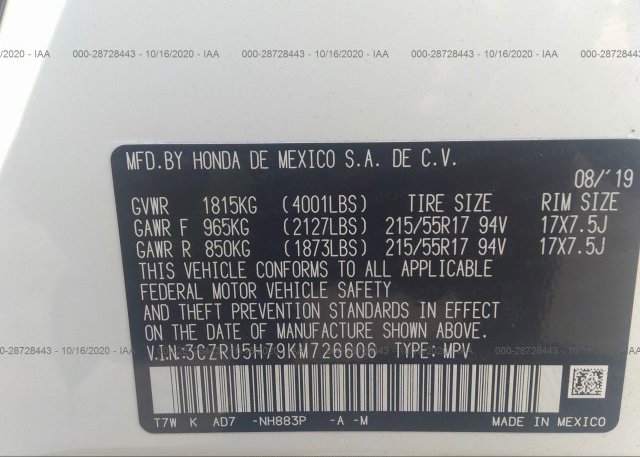 0/2020 - IAA 000-28728443 - 10/16/2020 - IAA 000-28728443 - 10/16/2020 - IAA 000-28728443 - 10/16/2020 - IAA 000-28728443 - 10/1
MFD.BY HONDA DE MEXICO S.A. DE C.V.
08/'19
GVWR 1815KG (4001LBS) TIRE SIZE RIM SIZE
GAWR F 965KG (2127LBS) 215/55R17 94V 17X7.5J
GAWR R 850KG (1873LBS) 215/55R17 94V 17X7.5J
THIS VEHICLE CONFORMS TO ALL APPLICABLE
FEDERAL MOTOR VEHICLE SAFETY
AND THEFT PREVENTION STANDARDS IN EFFECT
ON THE DATE OF MANUFACTURE SHOWN ABOVE.
V.I.N:3CZRU5H79KM726606 TYPE:MPV
T7W K AD7 -NH883P -A -M
MADE IN MEXICO